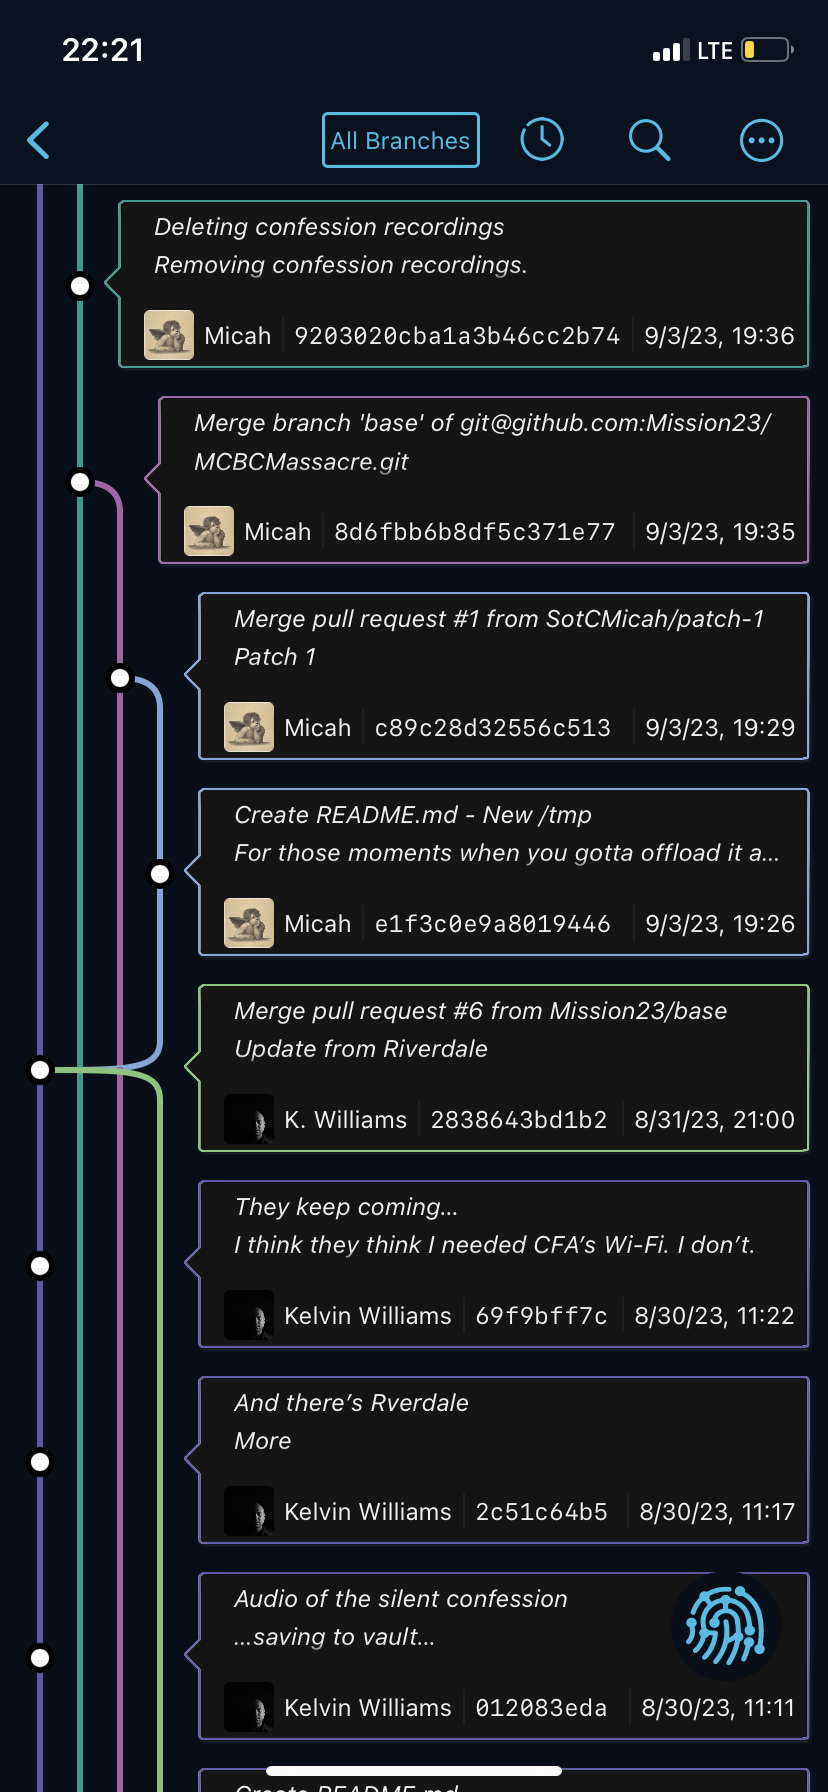 22:21
LTE
All Branches
Deleting confession recordings
Removing confession recordings.
Micah 9203020cba1a3b46cc2b74 9/3/23, 19:36
Merge branch 'base' of git@github.com:Mission23/
MCBCMassacre.git
Micah 8d6fbb6b8df5c371e77 9/3/23, 19:35
Merge pull request #1 from SotCMicah/patch-1
Patch 1
Micah c89c28d32556c513 9/3/23, 19:29
Create README.md - New /tmp
For those moments when you gotta offload it a...
Micah e1f3c0e9a8019446 9/3/23, 19:26
Merge pull request #6 from Mission23/base
Update from Riverdale
K. Williams 2838643bd1b2 8/31/23, 21:00
They keep coming...
I think they think I needed CFA’s Wi-Fi. I don’t.
Kelvin Williams 69f9bff7c 8/30/23, 11:22
And there’s Rverdale
More
Kelvin Williams 2c51c64b5 8/30/23, 11:17
Audio of the silent confession
...saving to vault...
Kelvin Williams 012083eda 8/30/23, 11:11
Create README.md